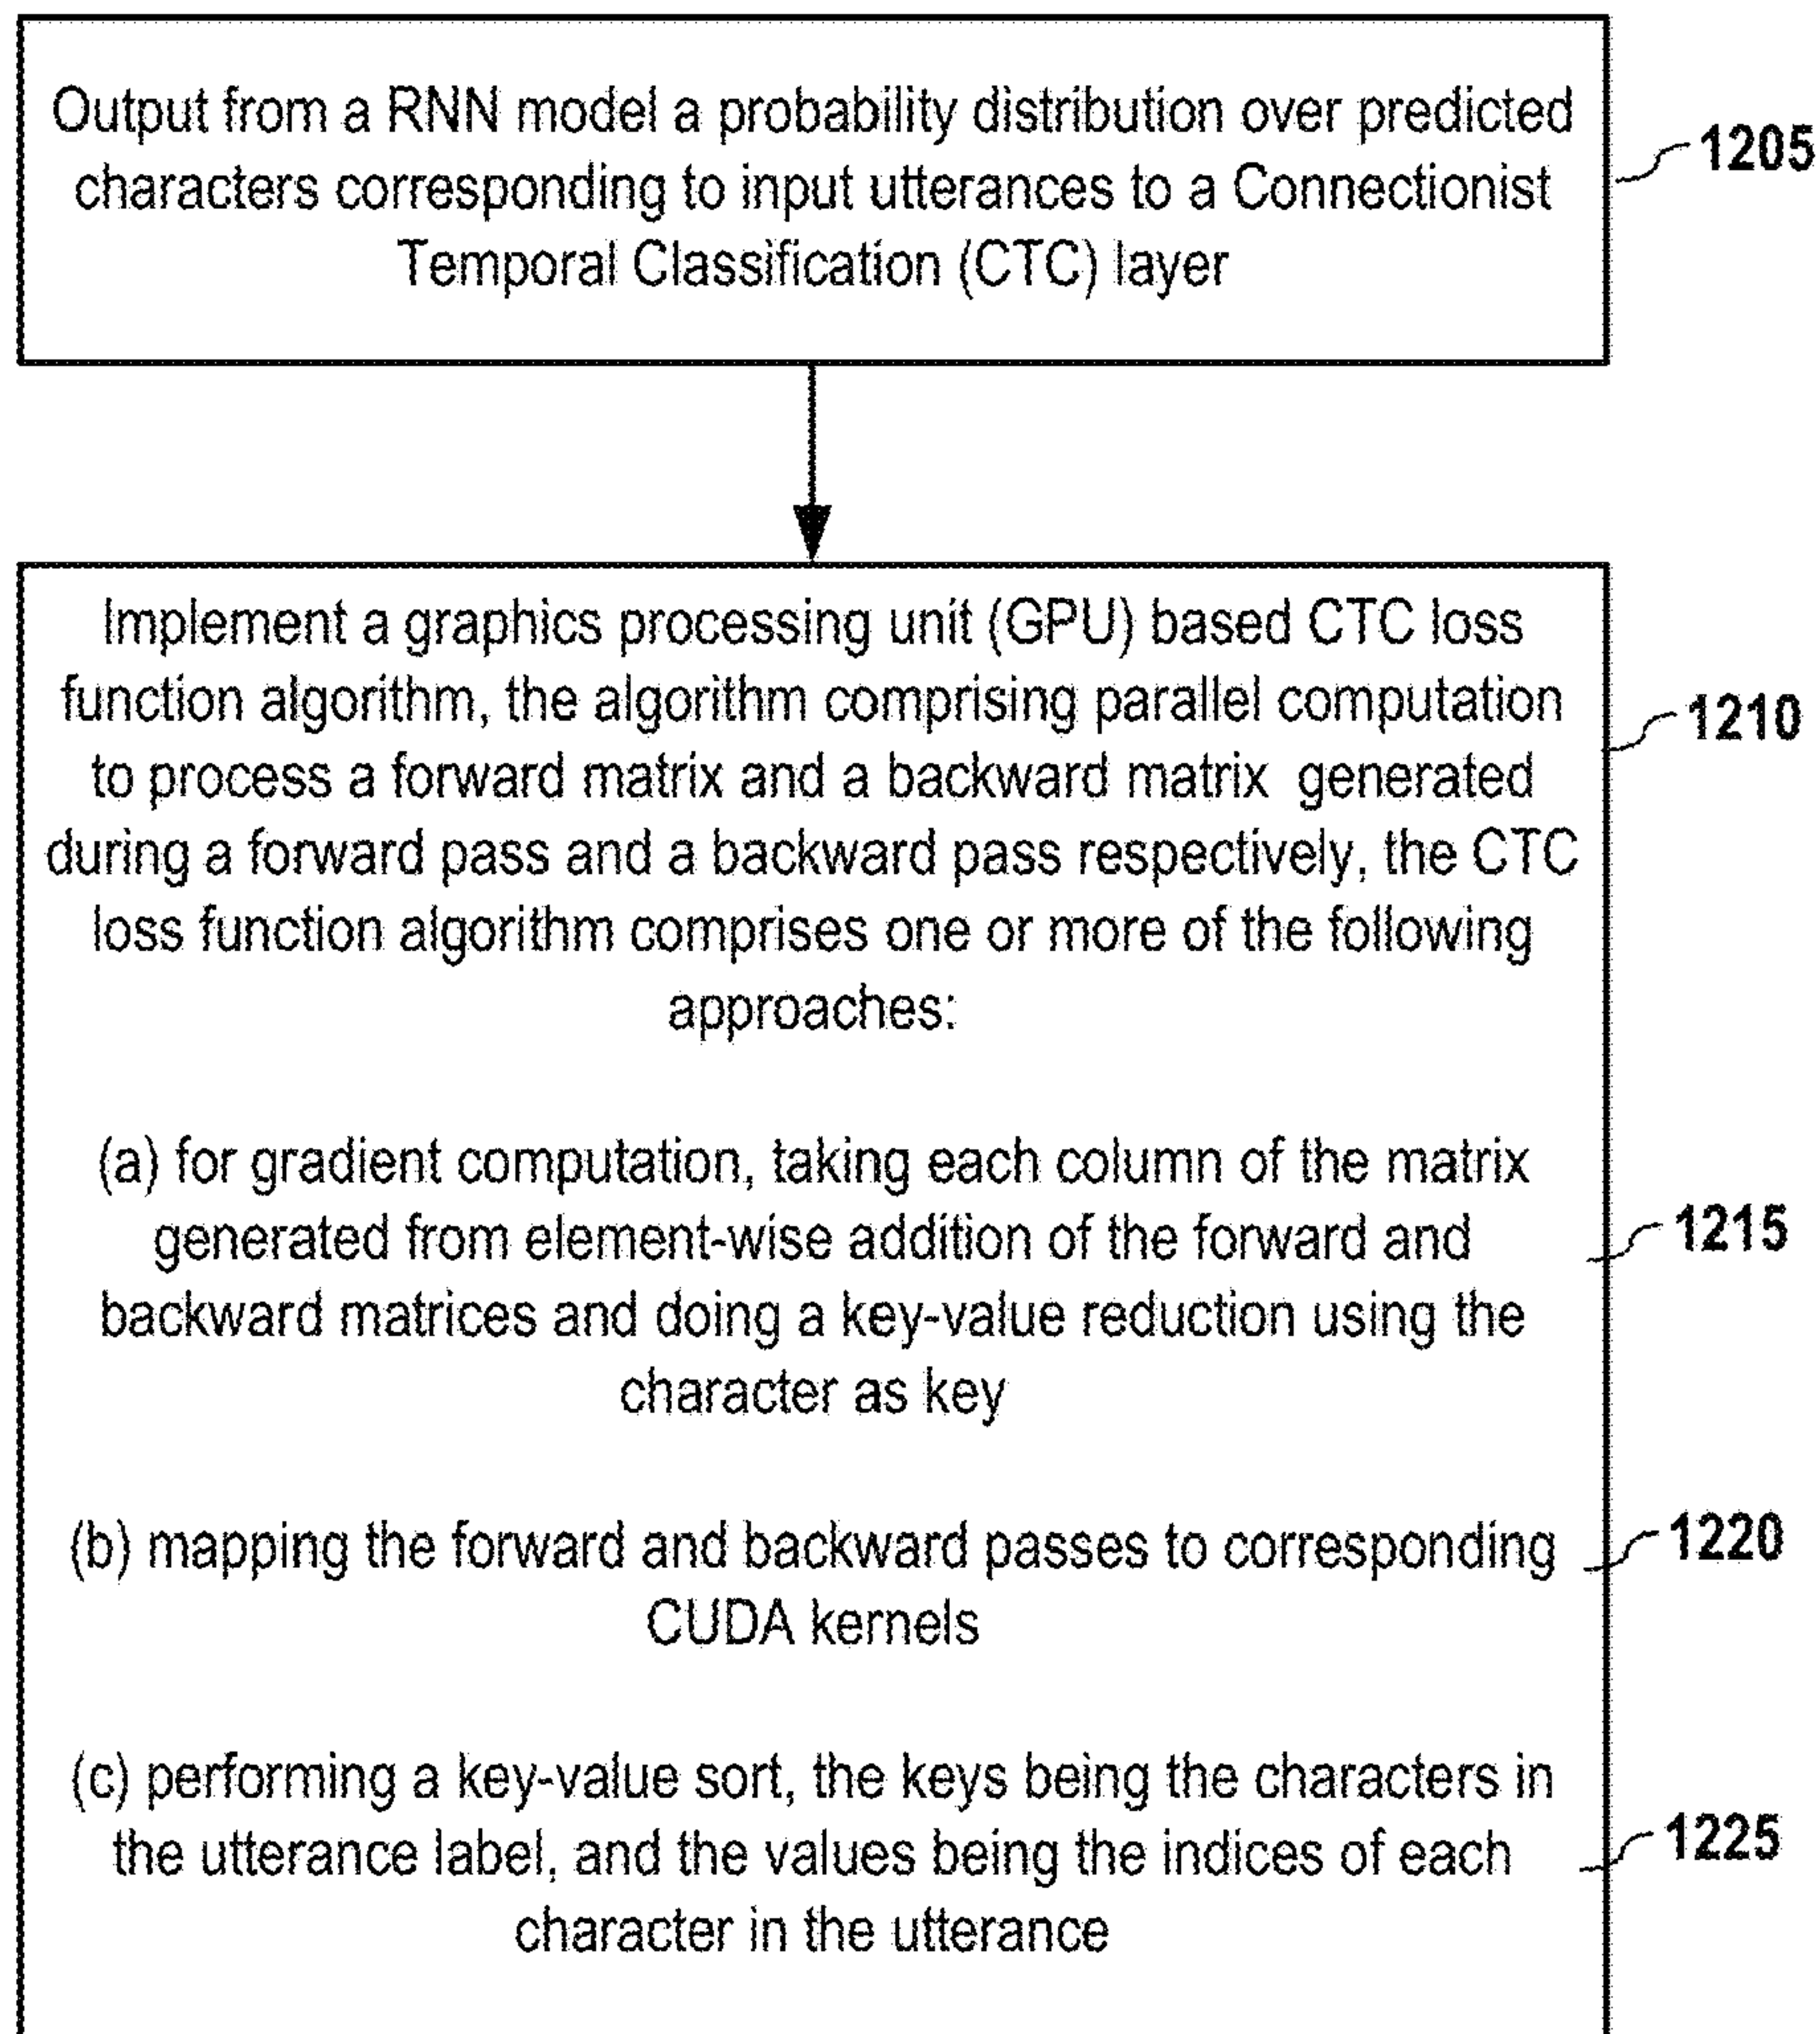 Output from a RNN model a probability distribution over predicted
characters corresponding to input utterances to a Connectionist
Temporal Classification (CTC) layer
1205
Implement a graphics processing unit (GPU) based CTC loss
function algorithm, the algorithm comprising parallel computation
to process a forward matrix and a backward matrix generated
during a forward pass and a backward pass respectively, the CTC
loss function algorithm comprises one or more of the following
approaches:
1210
(a) for gradient computation, taking each column of the matrix
generated from element-wise addition of the forward and
backward matrices and doing a key-value reduction using the
character as key
1215
(b) mapping the forward and backward passes to corresponding
CUDA kernels
1220
(c) performing a key-value sort, the keys being the characters in
the utterance label, and the values being the indices of each
character in the utterance
1225